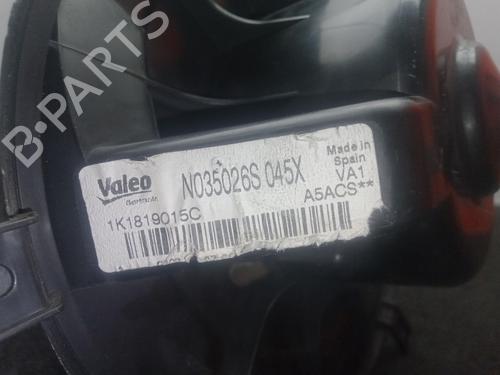 B-PARTS
Valeo
N035026S 045X
Made in
Spain
VA1
A5ACS**
1K1819015C